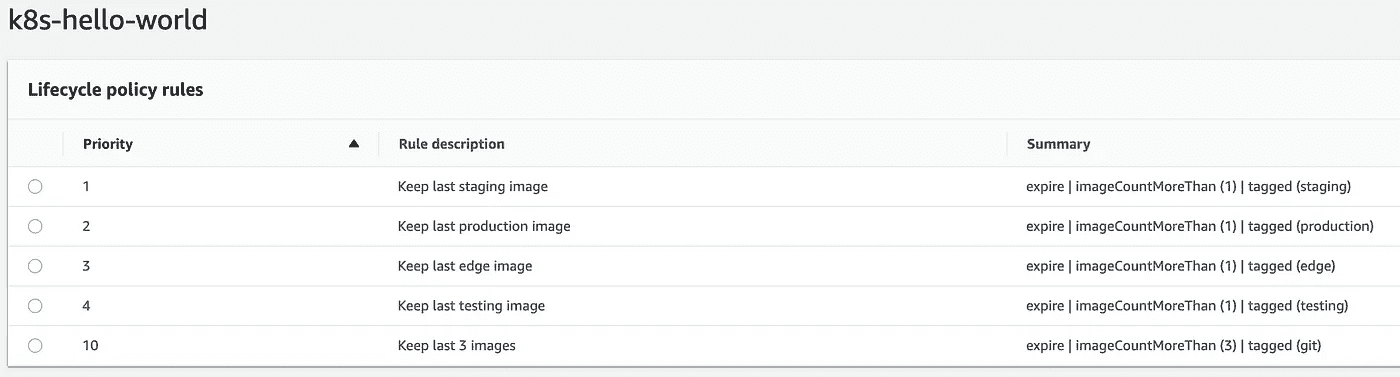 k8s-hello-world
Lifecycle policy rules
Priority Rule description Summary
1 Keep last staging image expire | imageCountMoreThan (1) | tagged (staging)
2 Keep last production image expire | imageCountMoreThan (1) | tagged (production)
3 Keep last edge image expire | imageCountMoreThan (1) | tagged (edge)
4 Keep last testing image expire | imageCountMoreThan (1) | tagged (testing)
10 Keep last 3 images expire | imageCountMoreThan (3) | tagged (git)